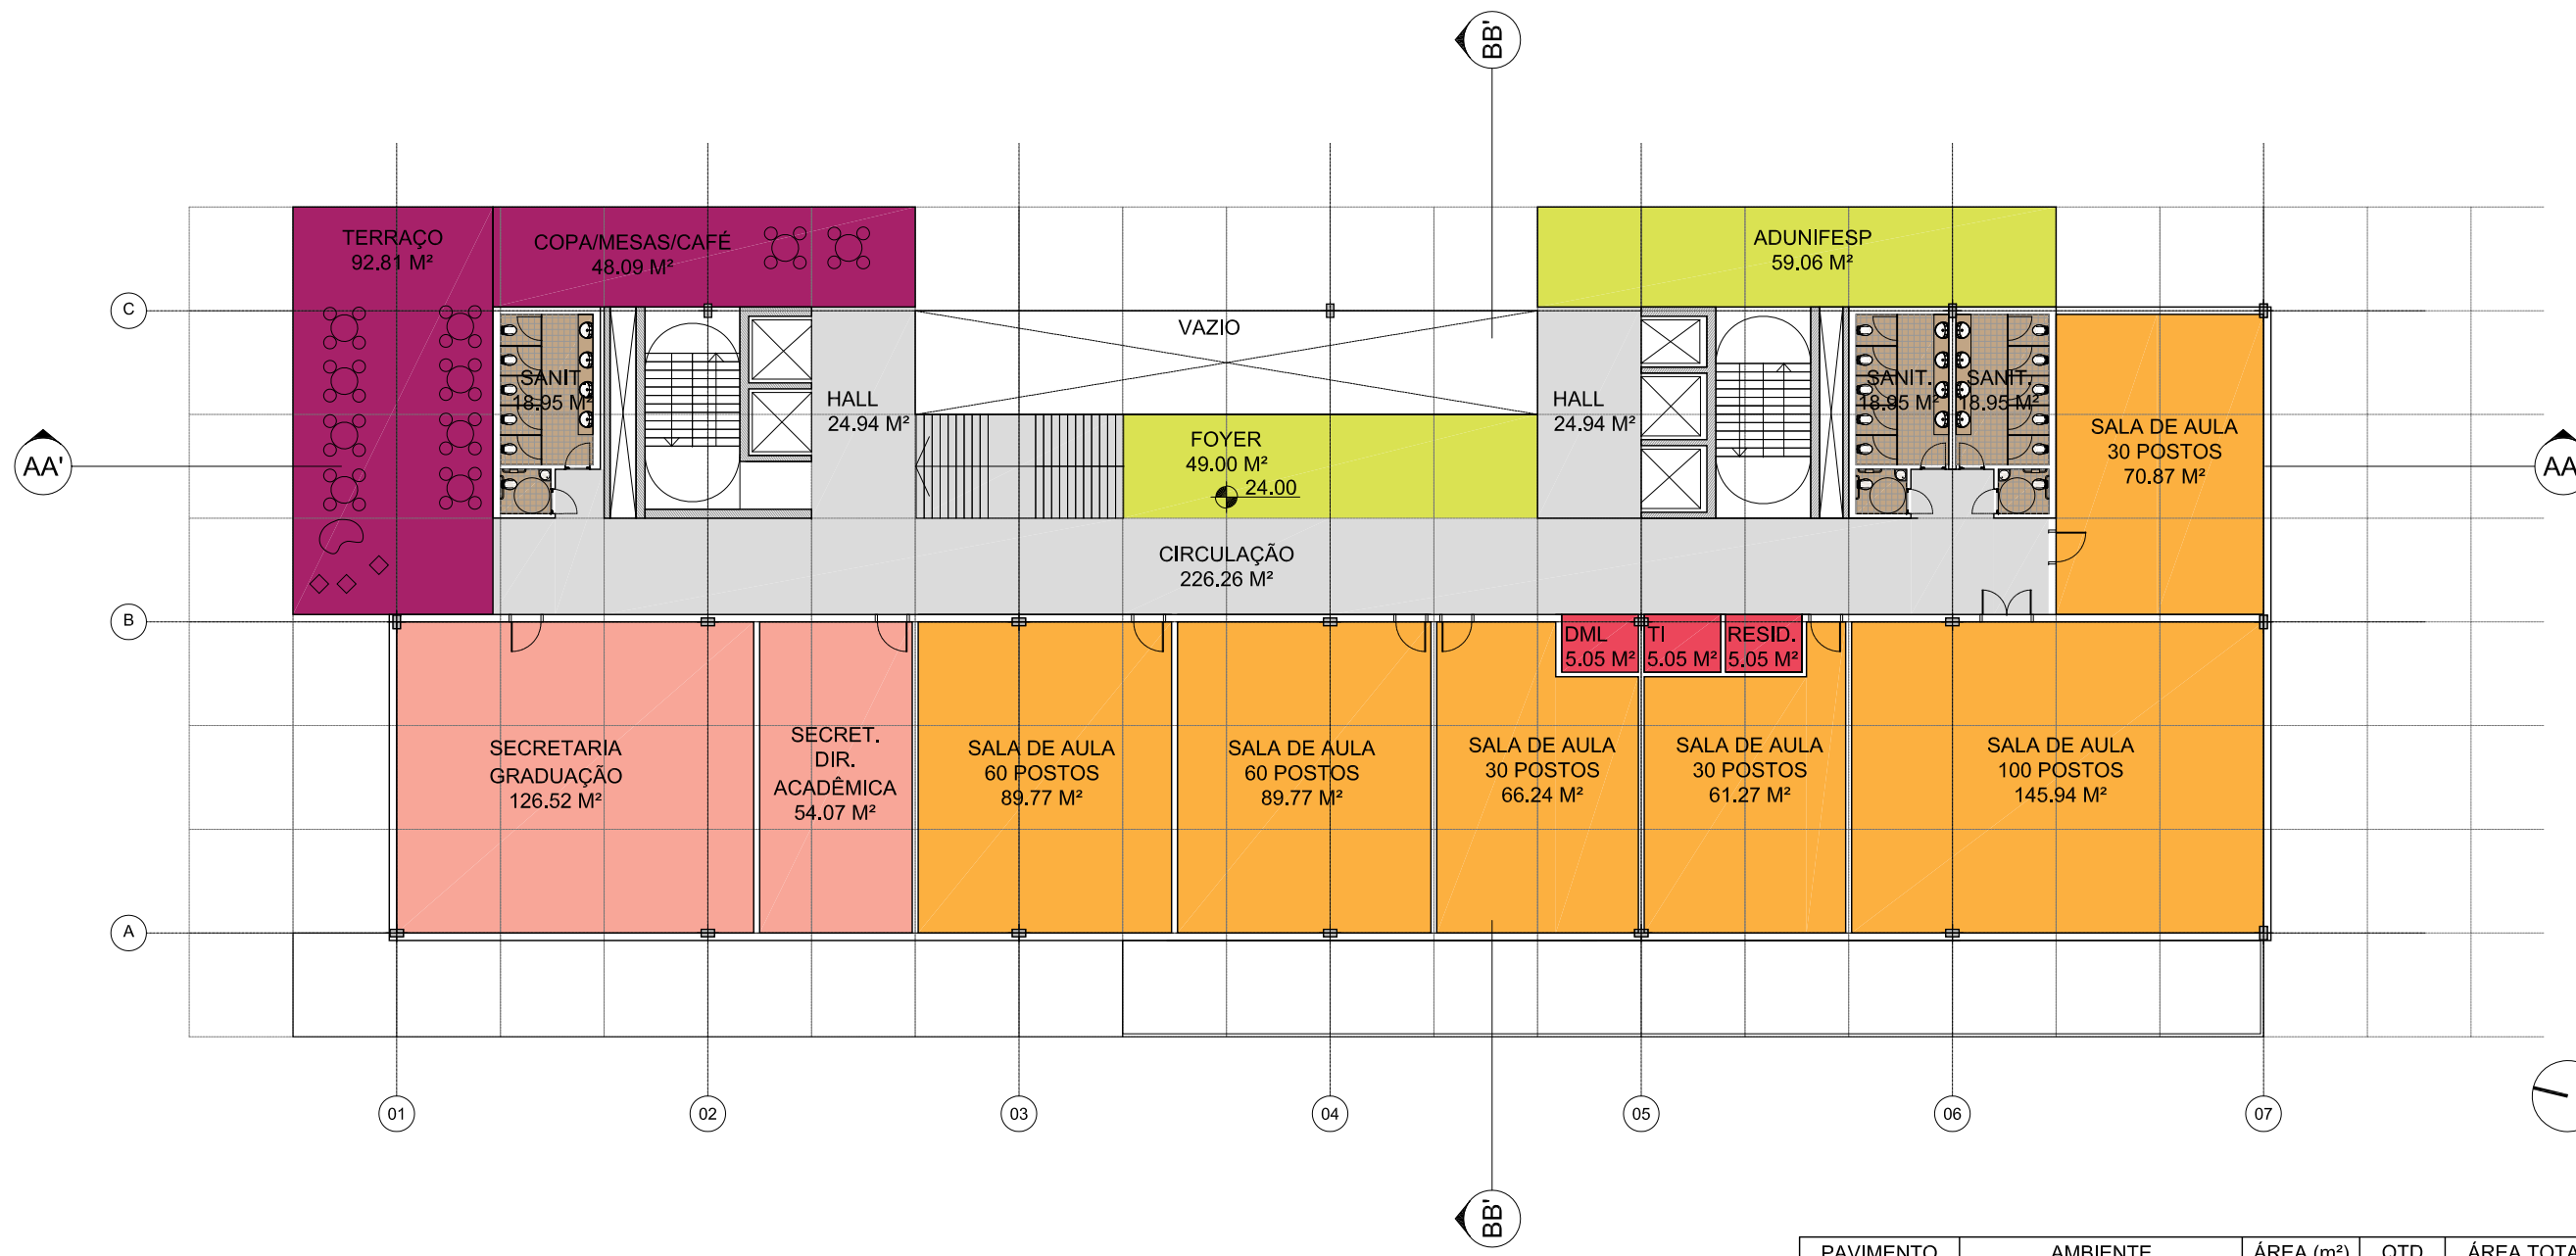 BB'
TERRAÇO
92.81 M²
COPA/MESAS/CAFÉ
48.09 M²
ADUNIFESP
59.06 M²
C
VAZIO
SANIT.
18.95 M²
HALL
24.94 M²
HALL
24.94 M²
SANIT.
18.95 M²
SANIT.
18.95 M²
FOYER
49.00 M²
24.00
SALA DE AULA
30 POSTOS
70.87 M²
AA'
AA
CIRCULAÇÃO
226.26 M²
B
DML
5.05 M²
TI
5.05 M²
RESID.
5.05 M²
SECRETARIA
GRADUAÇÃO
126.52 M²
SECRET.
DIR.
ACADÊMICA
54.07 M²
SALA DE AULA
60 POSTOS
89.77 M²
SALA DE AULA
60 POSTOS
89.77 M²
SALA DE AULA
30 POSTOS
66.24 M²
SALA DE AULA
30 POSTOS
61.27 M²
SALA DE AULA
100 POSTOS
145.94 M²
A
01
02
03
04
05
06
07
BB'
PAVIMENTO AMBIENTE ÁREA (m²) QTD ÁREA TOTA